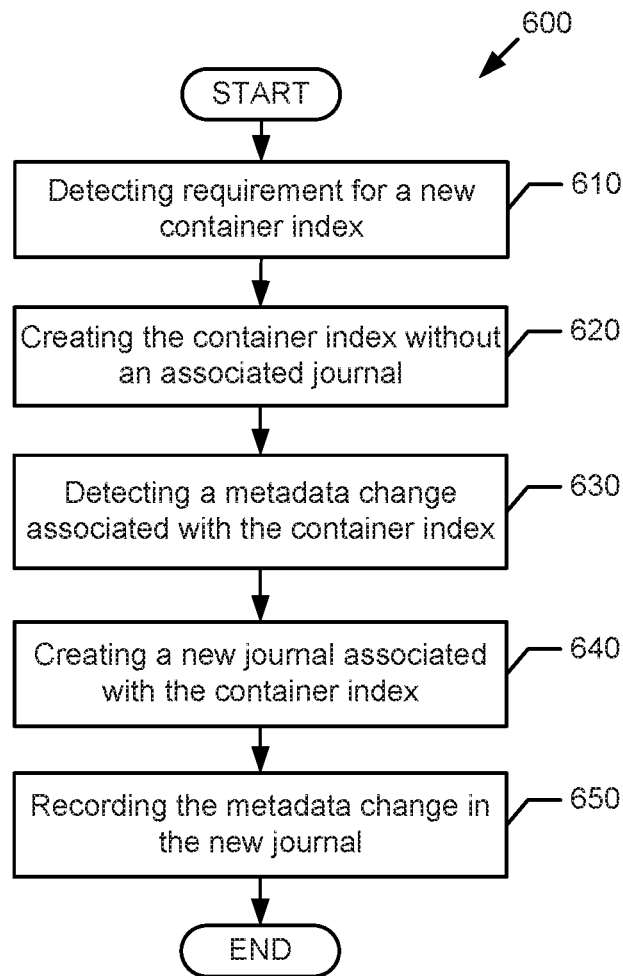 600
START
Detecting requirement for a new
container index
610
Creating the container index without
an associated journal
620
Detecting a metadata change
associated with the container index
630
Creating a new journal associated
with the container index
640
Recording the metadata change in
the new journal
650
END